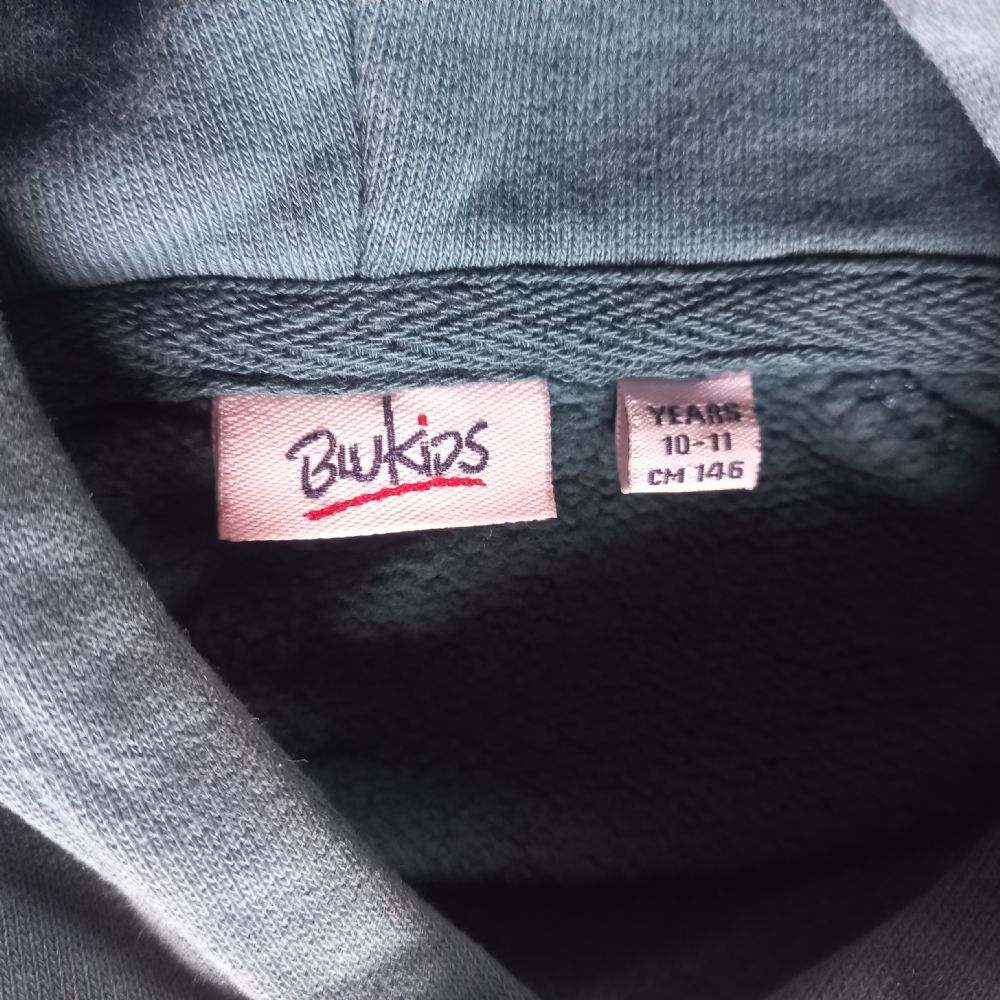 BLUKIDS
YEARS
10-11
CM 146